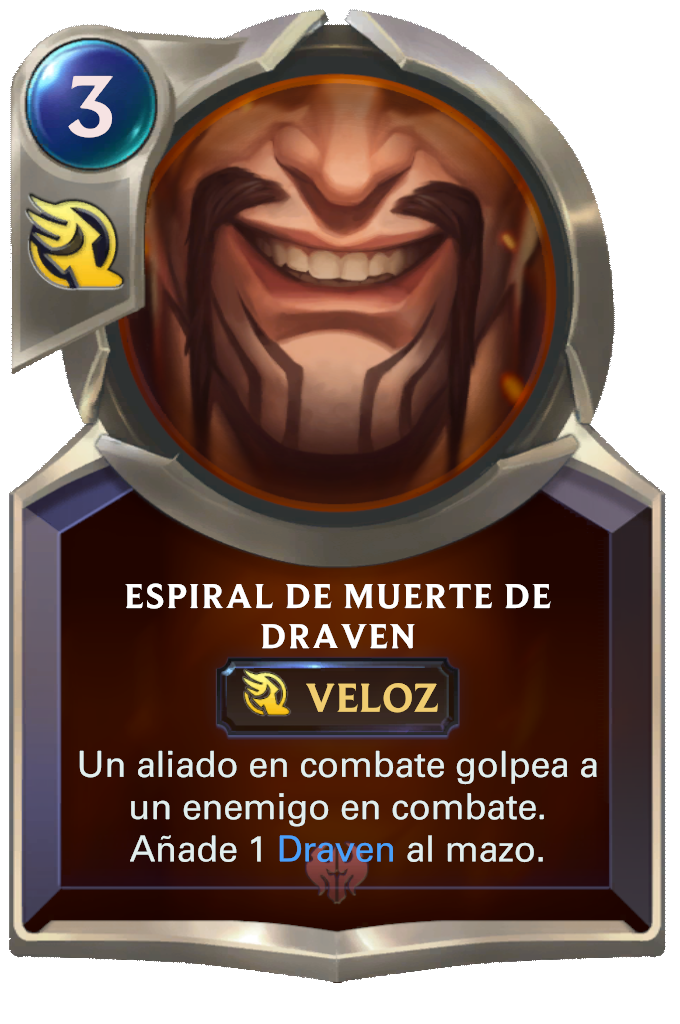 3
ESPIRAL DE MUERTE DE
DRAVEN
VELOZ
Un aliado en combate golpea a
un enemigo en combate.
Añade 1 Draven al mazo.